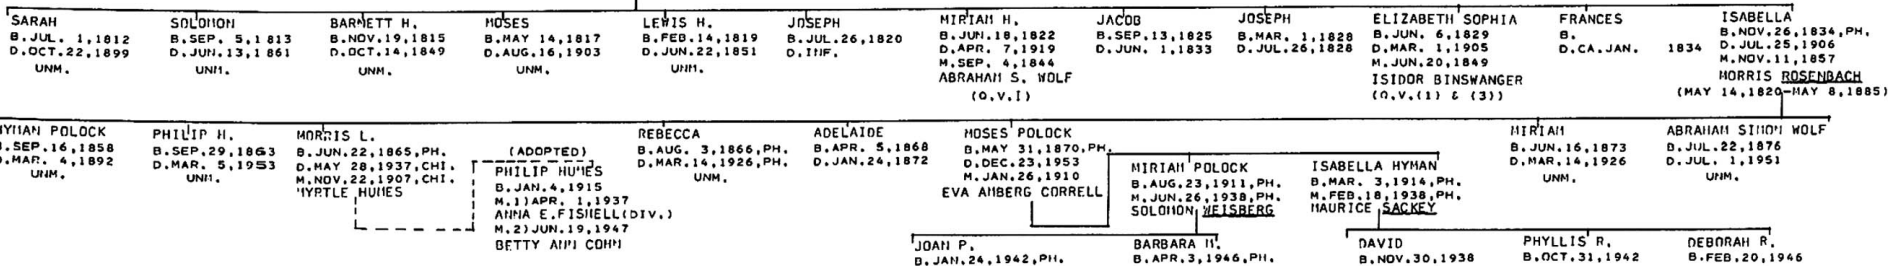 SARAH
B.JUL. 1,1812
D.OCT.22,1899
UNM.
SOLOMON
B.SEP. 5,1813
D.JUN.13,1861
UNM.
BARNETT H.
B.NOV.19,1815
D.OCT.14,1849
UNM.
MOSES
B.MAY 14,1817
D.AUG.16,1903
UNM.
LEWIS H.
B.FEB.14,1819
D.JUN.22,1851
UNM.
JOSEPH
B.JUL.26,1820
D.INF.
MIRIAM H.
B.JUN.18,1822
D.APR. 7,1919
M.SEP. 4,1844
ABRAHAM S. WOLF
(Q.V.I)
JACOB
B.SEP.13,1825
D.JUN. 1,1833
JOSEPH
B.MAR. 1,1828
D.JUL.26,1828
ELIZABETH SOPHIA
B.JUN. 6,1829
D.MAR. 1,1905
M.JUN.20,1849
ISIDOR BINSWANGER
(Q.V.(1) & (3))
FRANCES
B.
D.CA.JAN. 1834
ISABELLA
B.NOV.26,1834,PH.
D.JUL.25,1906
M.NOV.11,1857
MORRIS ROSENBACH
(MAY 14,1820-MAY 8,1885)
HYMAN POLOCK
B.SEP.16,1858
D.MAR. 4,1892
UNM.
PHILIP H.
B.SEP.29,1863
D.MAR. 5,1953
UNM.
MORRIS L.
B.JUN.22,1865,PH.
D.MAY 28,1937,CHI.
M.NOV.22,1907,CHI.
MYRTLE HUMES
(ADOPTED)
PHILIP HUMES
B.JAN.4,1915
M.1)APR. 1,1937
ANNA E.FISHELL(DIV.)
M.2)JUN.19,1947
BETTY ANN COHN
REBECCA
B.AUG. 3,1866,PH.
D.MAR.14,1926,PH.
UNM.
ADELAIDE
B.APR. 5,1868
D.JAN.24,1872
MOSES POLOCK
B.MAY 31,1870,PH.
D.DEC.23,1953
M.JAN.26,1910
EVA AMBERG CORRELL
MIRIAM POLOCK
B.AUG.23,1911,PH.
M.JUN.26,1938,PH.
SOLOMON WEISBERG
ISABELLA HYMAN
B.MAR. 3,1914,PH.
M.FEB.18,1938,PH.
MAURICE SACKEY
MIRIAM
B.JUN.16,1873
D.MAR.14,1926
UNM.
ABRAHAM SIMON WOLF
B.JUL.22,1876
D.JUL. 1,1951
UNM.
JOAN P.
B.JAN.24,1942,PH.
BARBARA H.
B.APR.3,1946,PH.
DAVID
B.NOV.30,1938
PHYLLIS R.
B.OCT.31,1942
DEBORAH R.
B.FEB.20,1946